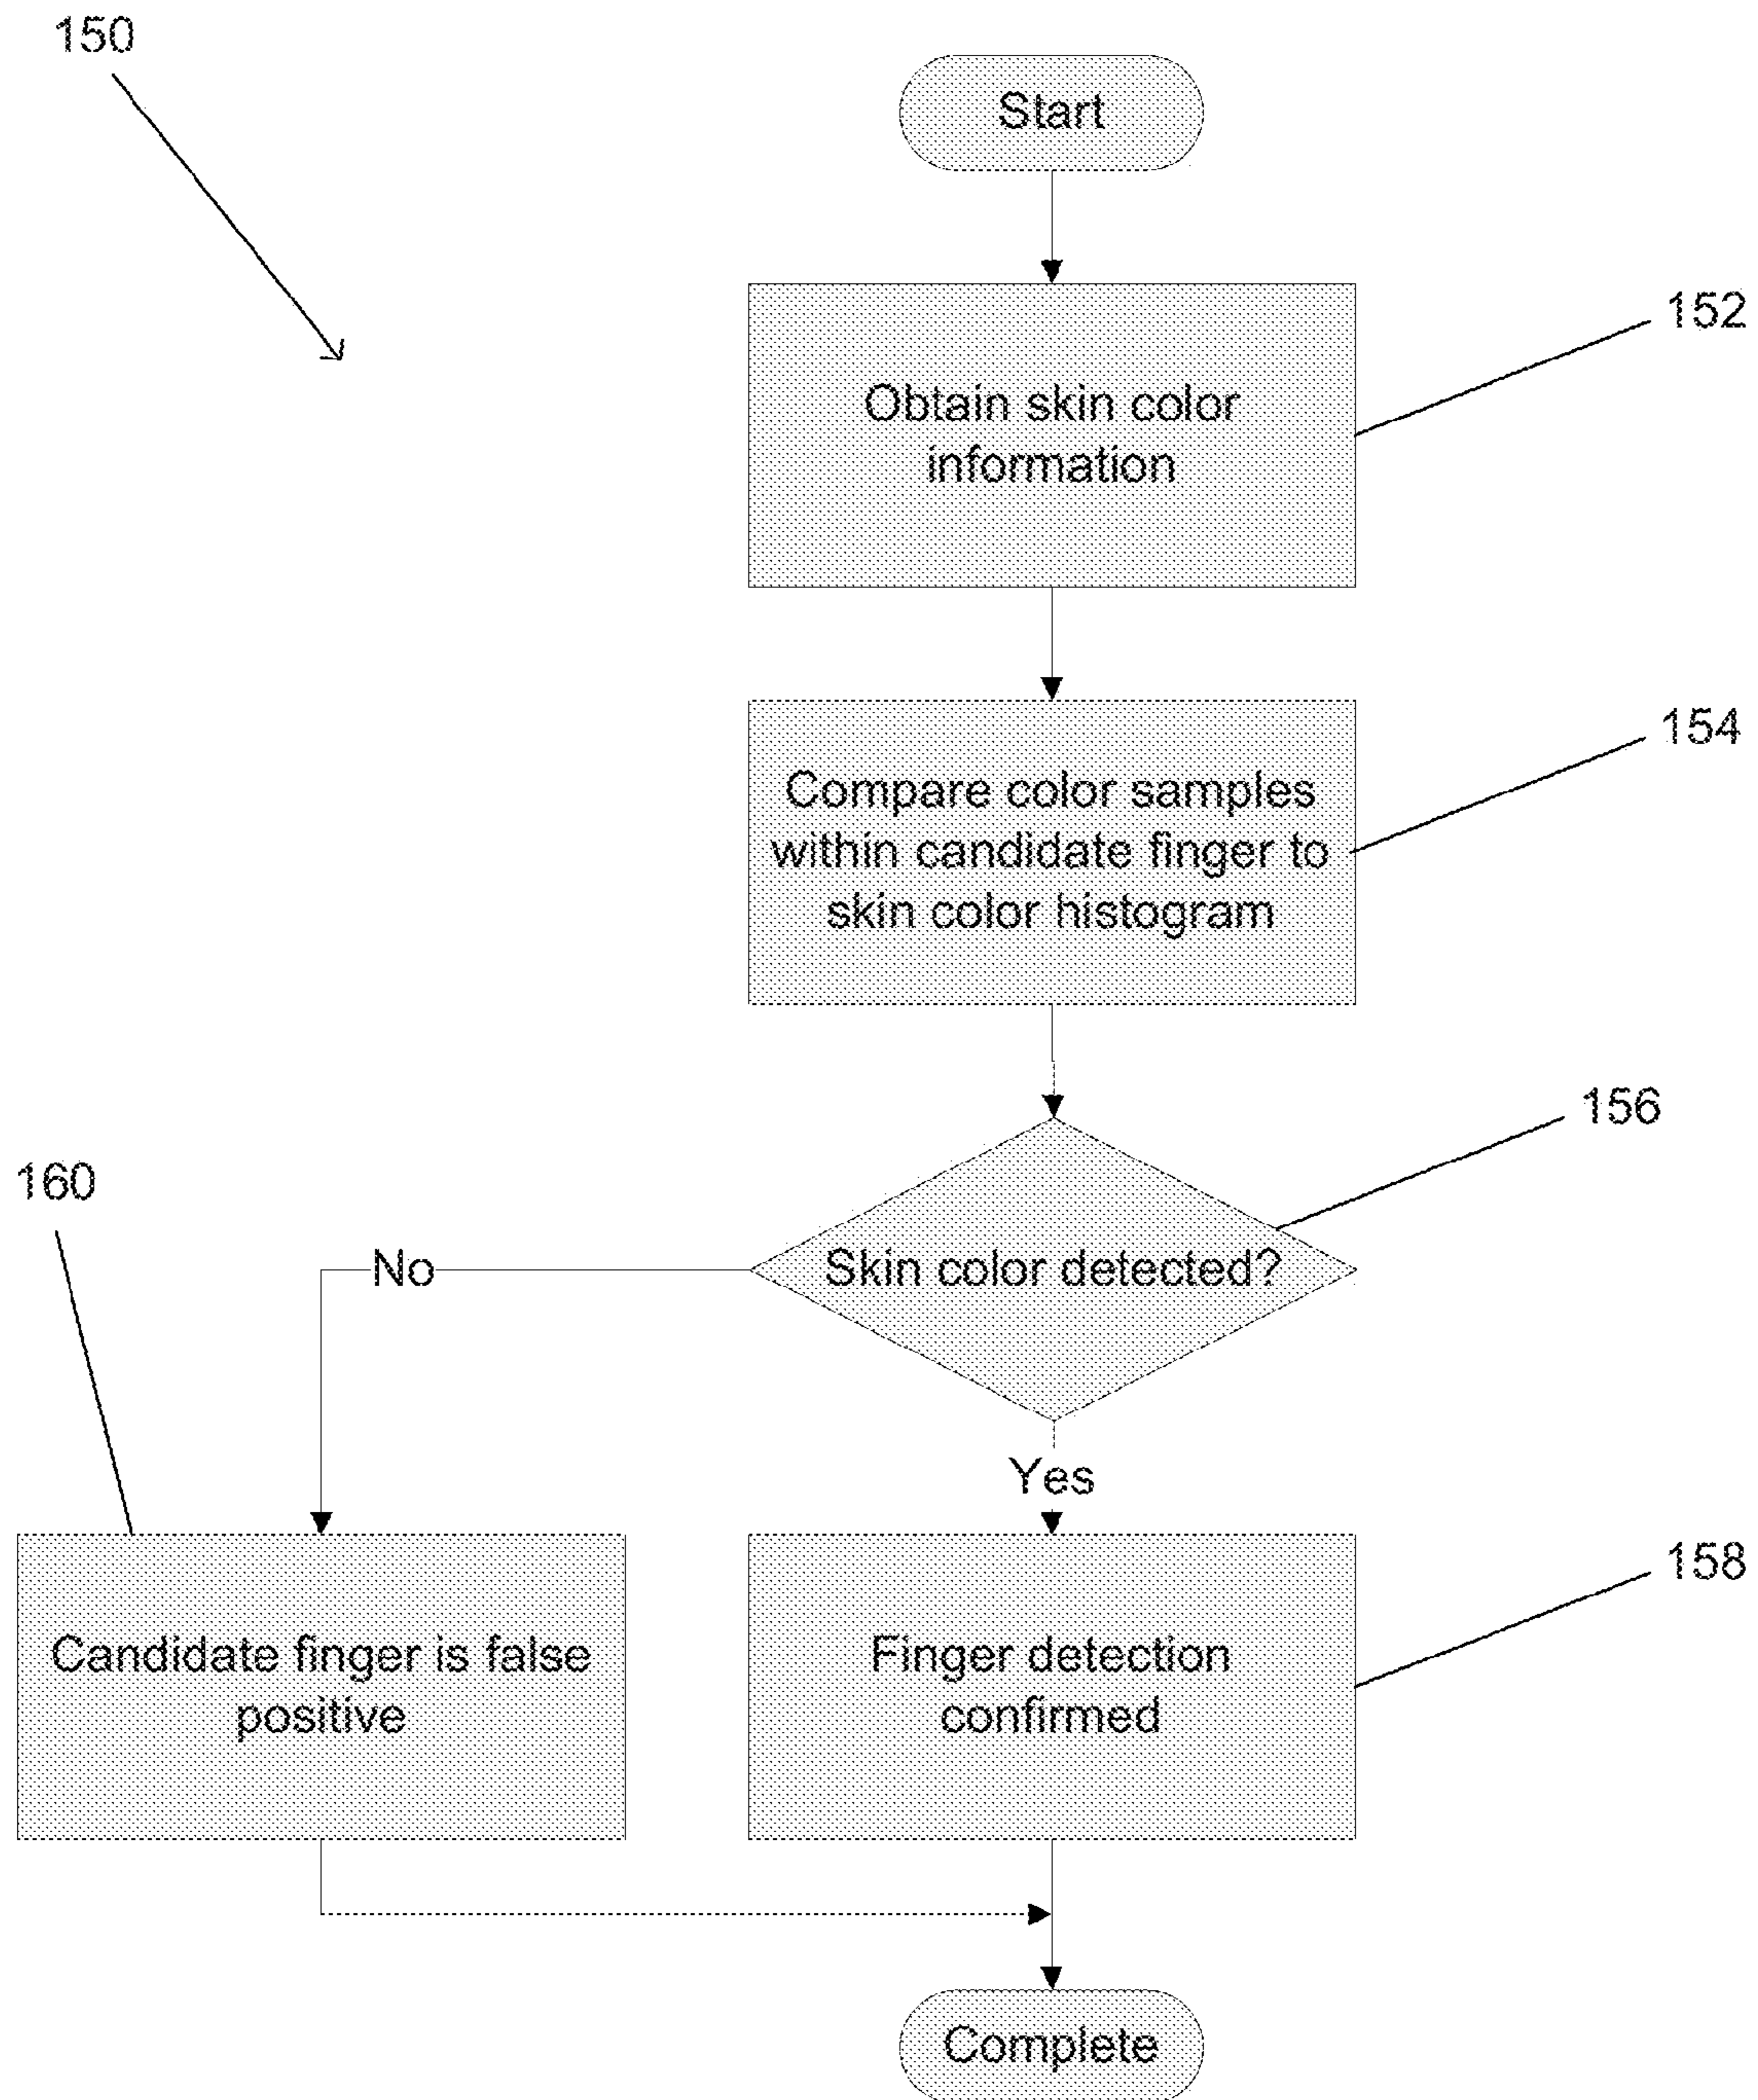 150
Start
152
Obtain skin color
information
154
Compare color samples
within candidate finger to
skin color histogram
156
160
No
Skin color detected?
Yes
158
Candidate finger is false
positive
Finger detection
confirmed
Complete